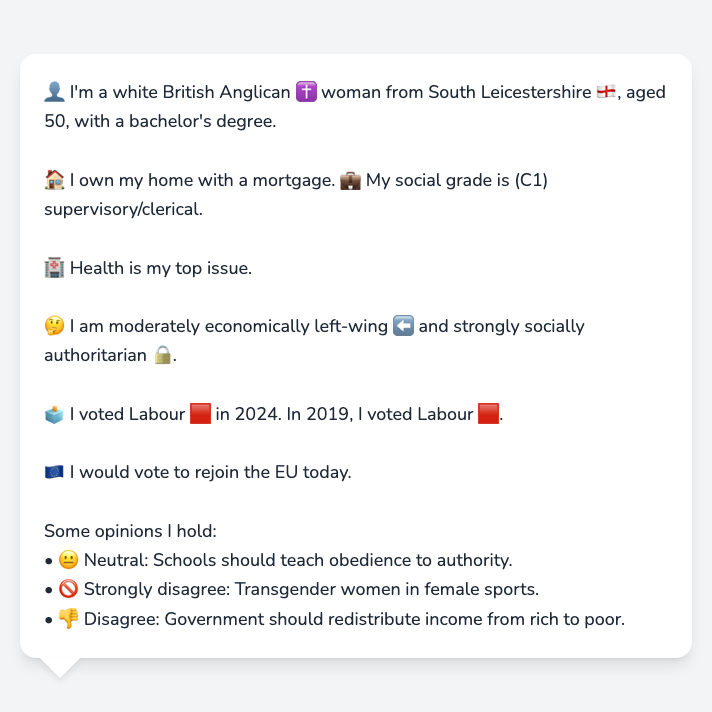 👤 I'm a white British Anglican ✝️ woman from South Leicestershire 🏴󠁧󠁢󠁥󠁮󠁧󠁿, aged
50, with a bachelor's degree.
🏠 I own my home with a mortgage. 💼 My social grade is (C1)
supervisory/clerical.
🏥 Health is my top issue.
🤔 I am moderately economically left-wing ⬅️ and strongly socially
authoritarian 🔒.
🗳️ I voted Labour 🟥 in 2024. In 2019, I voted Labour 🟥.
🇪🇺 I would vote to rejoin the EU today.
Some opinions I hold:
• 😐 Neutral: Schools should teach obedience to authority.
• 🚫 Strongly disagree: Transgender women in female sports.
• 👎 Disagree: Government should redistribute income from rich to poor.